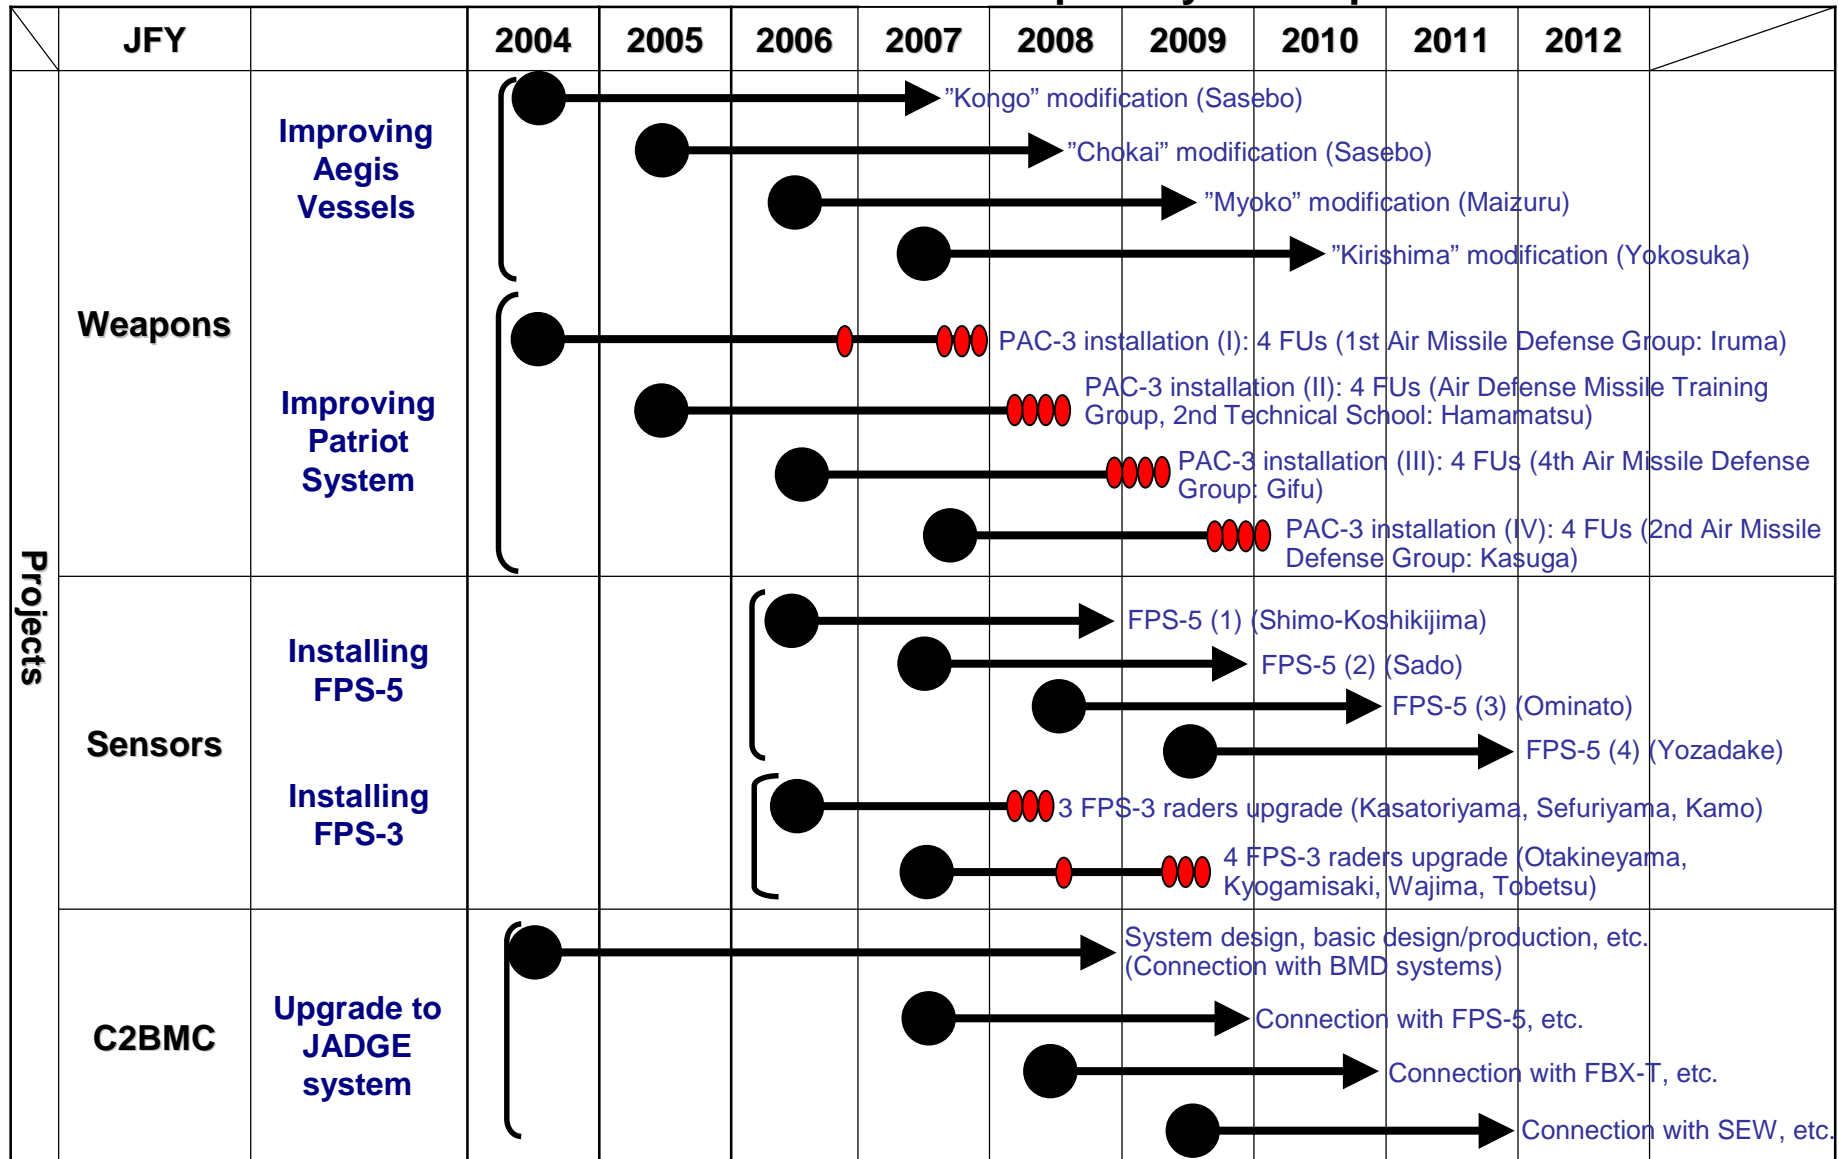 JFY 2004 2005 2006 2007 2008 2009 2010 2011 2012
Projects
Weapons
Improving
Aegis
Vessels
”Kongo” modification (Sasebo)
”Chokai” modification (Sasebo)
”Myoko” modification (Maizuru)
”Kirishima” modification (Yokosuka)
Improving
Patriot
System
PAC-3 installation (I): 4 FUs (1st Air Missile Defense Group: Iruma)
PAC-3 installation (II): 4 FUs (Air Defense Missile Training
Group, 2nd Technical School: Hamamatsu)
PAC-3 installation (III): 4 FUs (4th Air Missile Defense
Group: Gifu)
PAC-3 installation (IV): 4 FUs (2nd Air Missile
Defense Group: Kasuga)
Sensors
Installing
FPS-5
FPS-5 (1) (Shimo-Koshikijima)
FPS-5 (2) (Sado)
FPS-5 (3) (Ominato)
FPS-5 (4) (Yozadake)
Installing
FPS-3
3 FPS-3 raders upgrade (Kasatoriyama, Sefuriyama, Kamo)
4 FPS-3 raders upgrade (Otakineyama,
Kyogamisaki, Wajima, Tobetsu)
C2BMC
Upgrade to
JADGE
system
System design, basic design/production, etc.
(Connection with BMD systems)
Connection with FPS-5, etc.
Connection with FBX-T, etc.
Connection with SEW, etc.